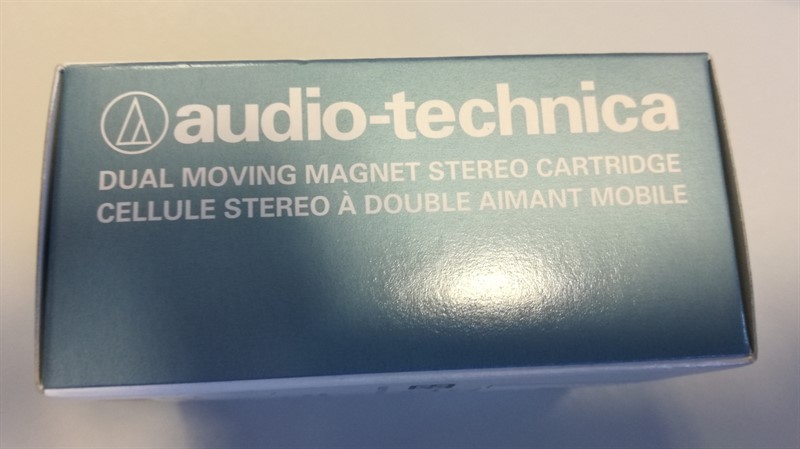 audio-technica
DUAL MOVING MAGNET STEREO CARTRIDGE
CELLULE STEREO À DOUBLE AIMANT MOBILE